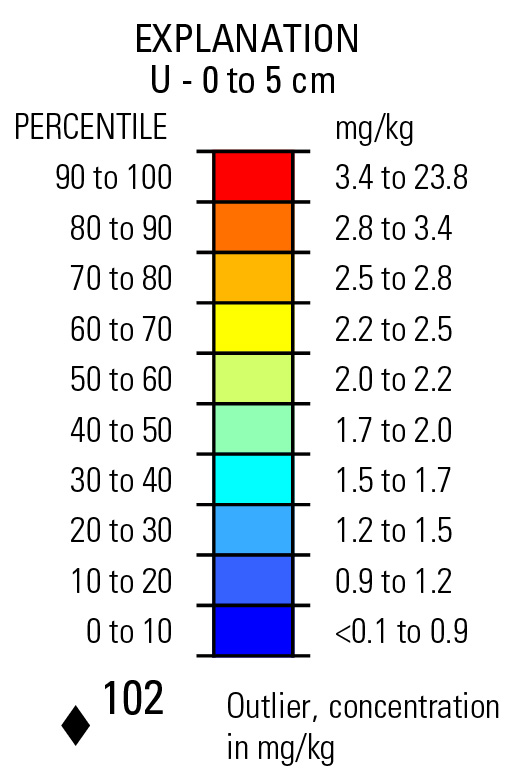 EXPLANATION
U - 0 to 5 cm
PERCENTILE mg/kg
90 to 100 3.4 to 23.8
80 to 90 2.8 to 3.4
70 to 80 2.5 to 2.8
60 to 70 2.2 to 2.5
50 to 60 2.0 to 2.2
40 to 50 1.7 to 2.0
30 to 40 1.5 to 1.7
20 to 30 1.2 to 1.5
10 to 20 0.9 to 1.2
0 to 10 <0.1 to 0.9
102 Outlier, concentration
in mg/kg